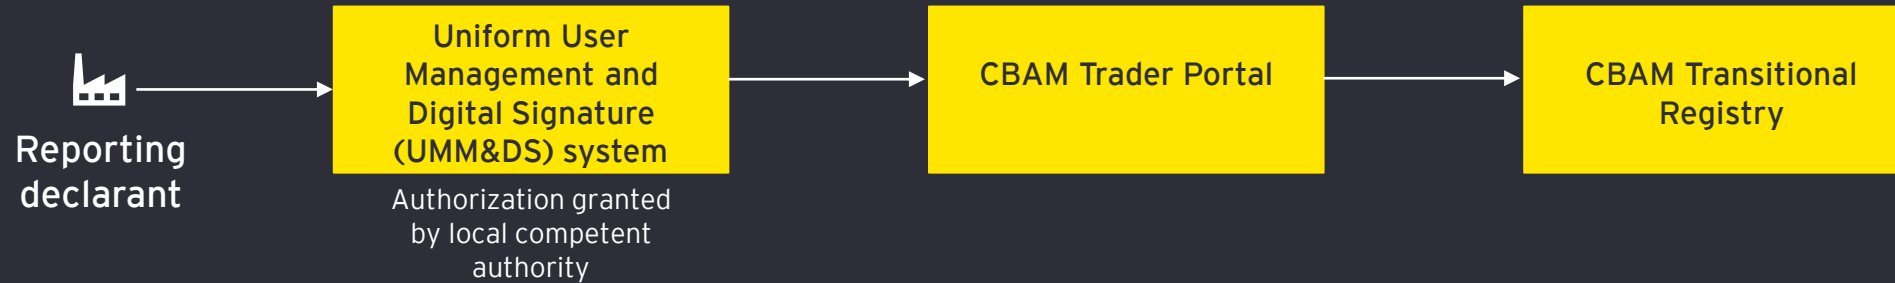 Reporting
declarant
Uniform User
Management and
Digital Signature
(UMM&DS) system
Authorization granted
by local competent
authority
CBAM Trader Portal
CBAM Transitional
Registry